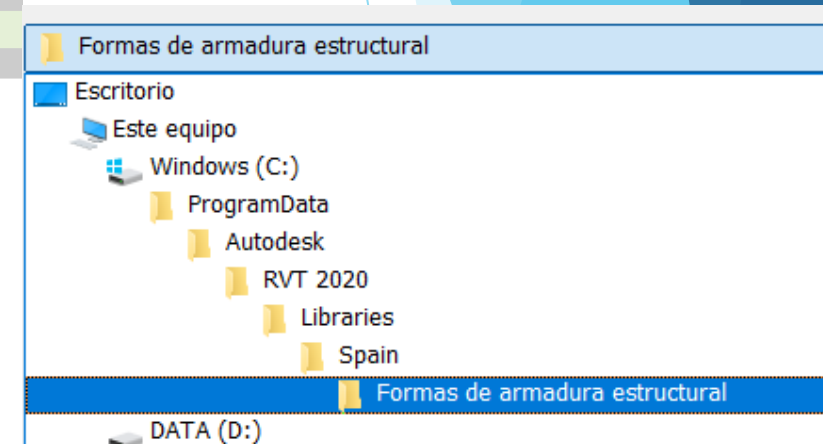 Formas de armadura estructural
Escritorio
Este equipo
Windows (C:)
ProgramData
Autodesk
RVT 2020
Libraries
Spain
Formas de armadura estructural
DATA (D:)